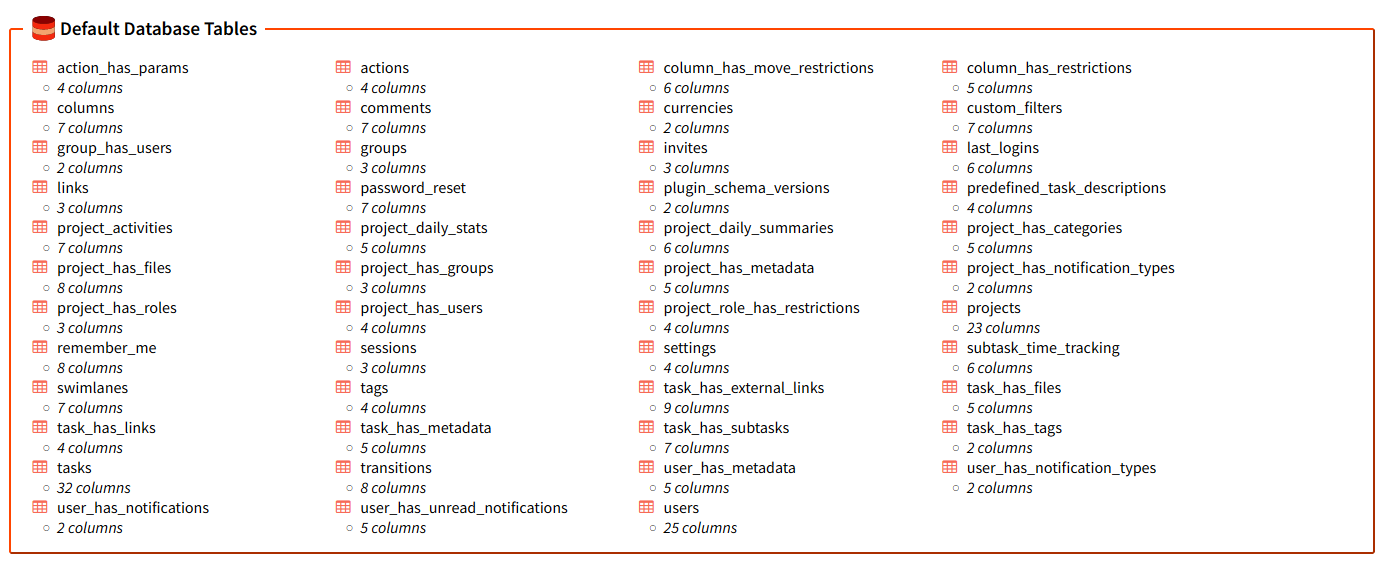 Default Database Tables
action_has_params
4 columns
actions
4 columns
column_has_move_restrictions
6 columns
column_has_restrictions
5 columns
columns
7 columns
comments
7 columns
currencies
2 columns
custom_filters
7 columns
group_has_users
2 columns
groups
3 columns
invites
3 columns
last_logins
6 columns
links
3 columns
password_reset
7 columns
plugin_schema_versions
2 columns
predefined_task_descriptions
4 columns
project_activities
7 columns
project_daily_stats
5 columns
project_daily_summaries
6 columns
project_has_categories
5 columns
project_has_files
8 columns
project_has_groups
3 columns
project_has_metadata
5 columns
project_has_notification_types
2 columns
project_has_roles
3 columns
project_has_users
4 columns
project_role_has_restrictions
4 columns
projects
23 columns
remember_me
8 columns
sessions
3 columns
settings
4 columns
subtask_time_tracking
6 columns
swimlanes
7 columns
tags
4 columns
task_has_external_links
9 columns
task_has_files
5 columns
task_has_links
4 columns
task_has_metadata
5 columns
task_has_subtasks
7 columns
task_has_tags
2 columns
tasks
32 columns
transitions
8 columns
user_has_metadata
5 columns
user_has_notification_types
2 columns
user_has_notifications
2 columns
user_has_unread_notifications
5 columns
users
25 columns